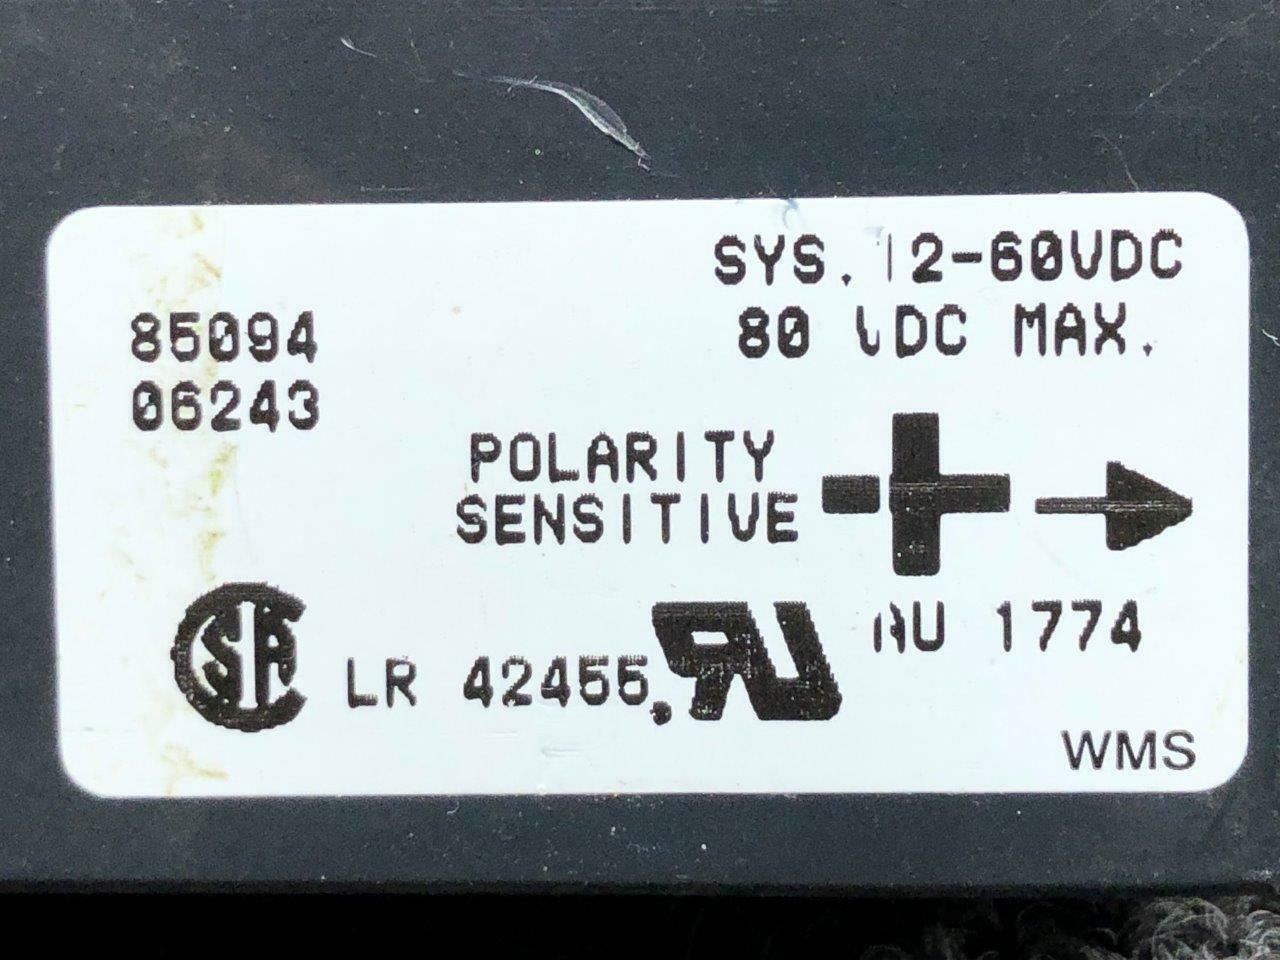 SYS. 12-60VDC
80 VDC MAX.
85094
06243
POLARITY
SENSITIVE
LR 42455.
AU 1774
WMS